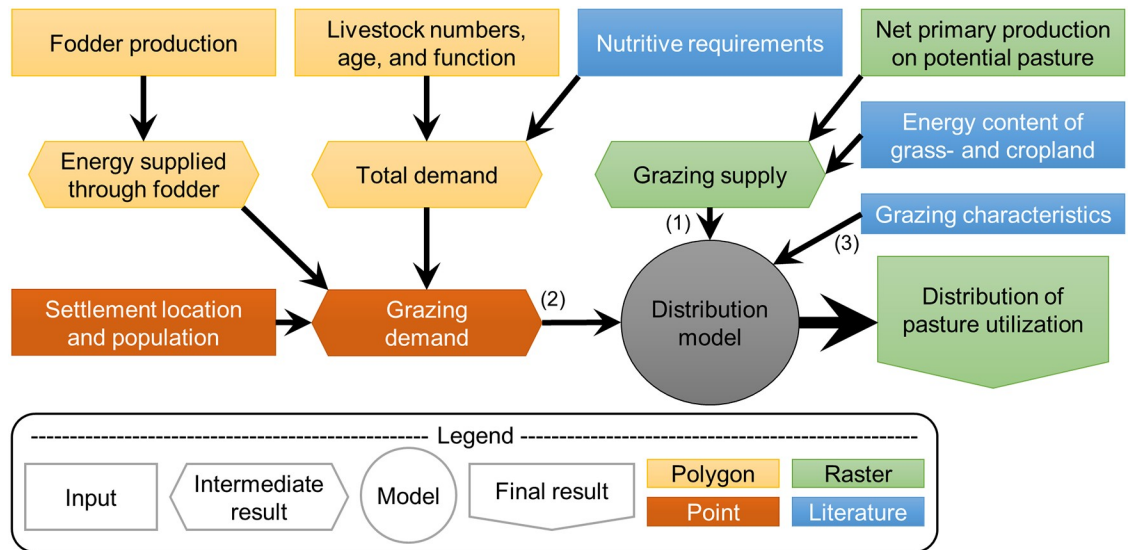 Fodder production
Livestock numbers,
age, and function
Nutritive requirements
Net primary production
on potential pasture
Energy content of
grass- and cropland
Energy supplied
through fodder
Total demand
Grazing supply
Grazing characteristics
(1)
(3)
Settlement location
and population
Grazing
demand
(2)
Distribution
model
Distribution of
pasture utilization
Legend
Input
Intermediate
result
Model
Final result
Polygon
Raster
Point
Literature